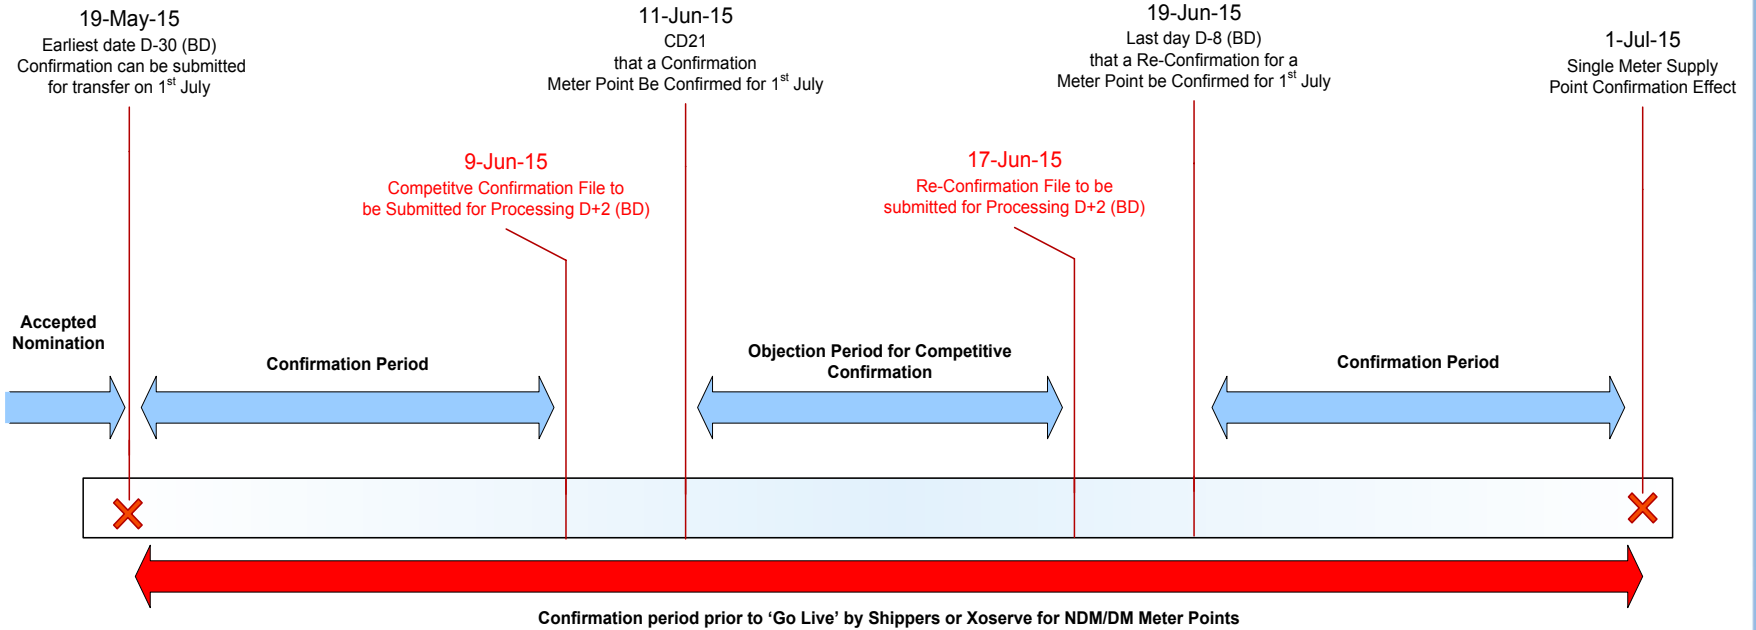 19-May-15
Earliest date D-30 (BD)
Confirmation can be submitted
for transfer on 1st July
11-Jun-15
CD21
that a Confirmation
Meter Point Be Confirmed for 1st July
19-Jun-15
Last day D-8 (BD)
that a Re-Confirmation for a
Meter Point be Confirmed for 1st July
1-Jul-15
Single Meter Supply
Point Confirmation Effect
9-Jun-15
Competitve Confirmation File to
be Submitted for Processing D+2 (BD)
17-Jun-15
Re-Confirmation File to be
submitted for Processing D+2 (BD)
Accepted
Nomination
Confirmation Period
Objection Period for Competitive
Confirmation
Confirmation Period
Confirmation period prior to ‘Go Live’ by Shippers or Xoserve for NDM/DM Meter Points